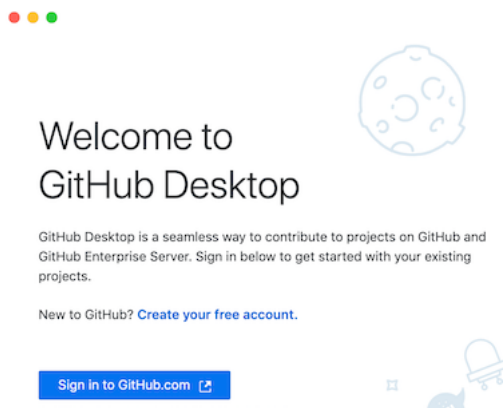 Welcome to
GitHub Desktop
GitHub Desktop is a seamless way to contribute to projects on GitHub and
GitHub Enterprise Server. Sign in below to get started with your existing
projects.
New to GitHub? Create your free account.
Sign in to GitHub.com